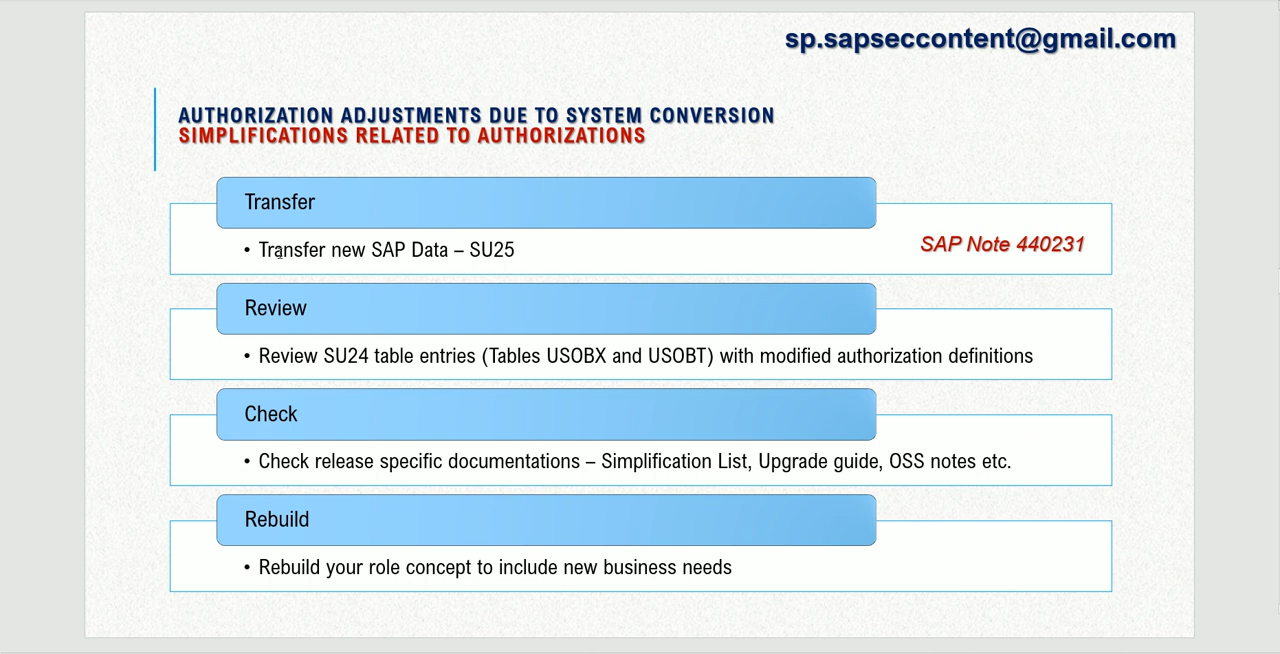 sp.sapseccontent@gmail.com
AUTHORIZATION ADJUSTMENTS DUE TO SYSTEM CONVERSION
SIMPLIFICATIONS RELATED TO AUTHORIZATIONS
Transfer
• Transfer new SAP Data – SU25
SAP Note 440231
Review
• Review SU24 table entries (Tables USOBX and USOBT) with modified authorization definitions
Check
• Check release specific documentations – Simplification List, Upgrade guide, OSS notes etc.
Rebuild
• Rebuild your role concept to include new business needs